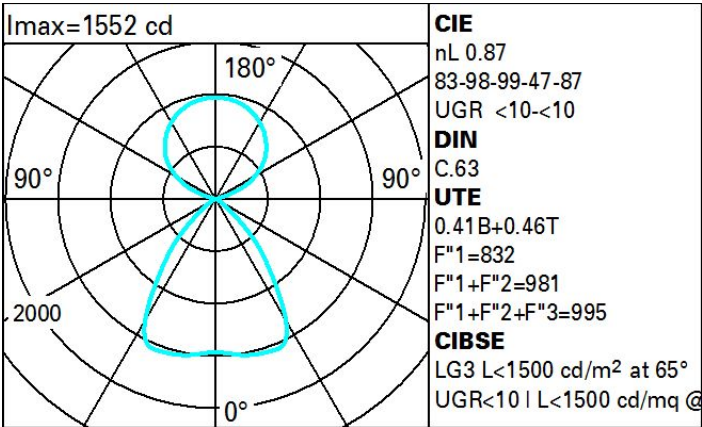 Imax=1552 cd
180°
90°
90°
2000
0°
CIE
nL 0.87
83-98-99-47-87
UGR <10-<10
DIN
C.63
UTE
0.41B+0.46T
F"1=832
F"1+F"2=981
F"1+F"2+F"3=995
CIBSE
LG3 L<1500 cd/m² at 65°
UGR<10 | L<1500 cd/mq @